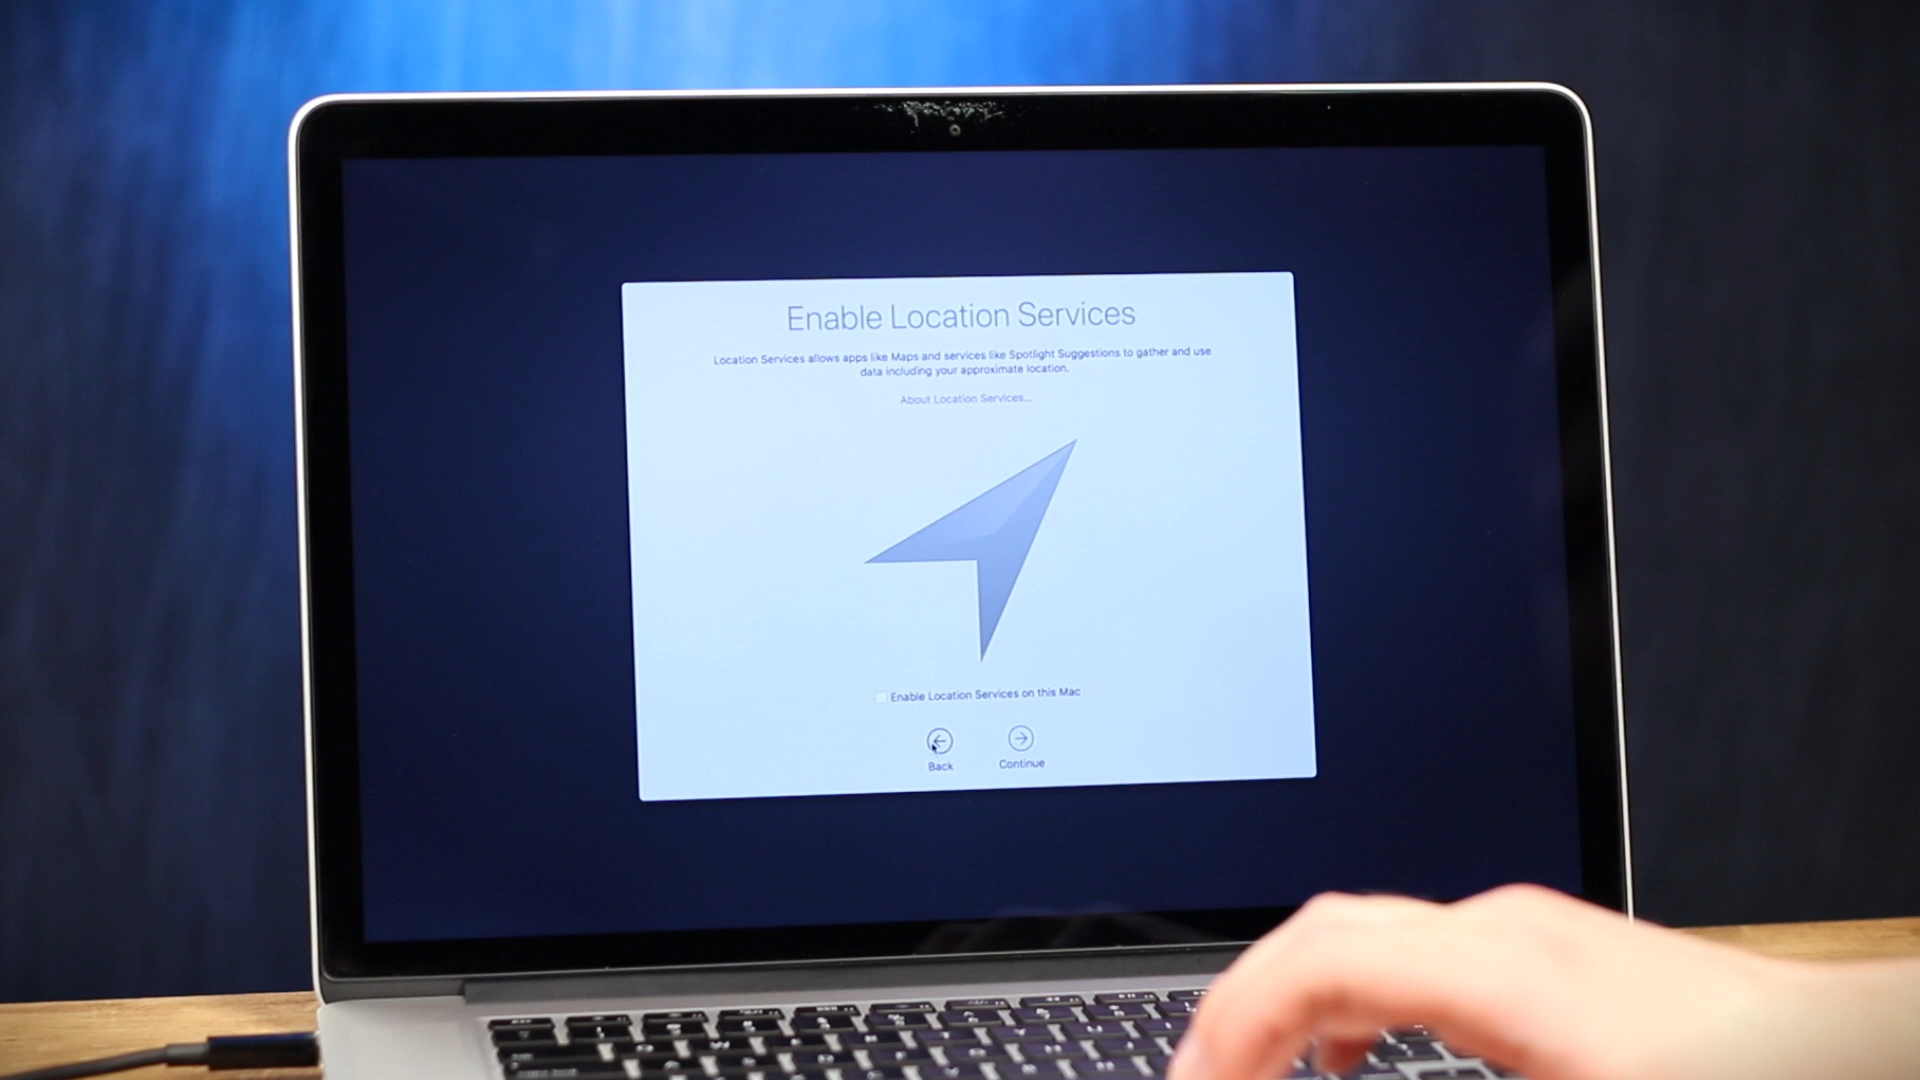 Enable Location Services
Location Services allows apps like Maps and services like Spotlight Suggestions to gather and use
data including your approximate location.
About Location Services...
Enable Location Services on this Mac
Back
Continue